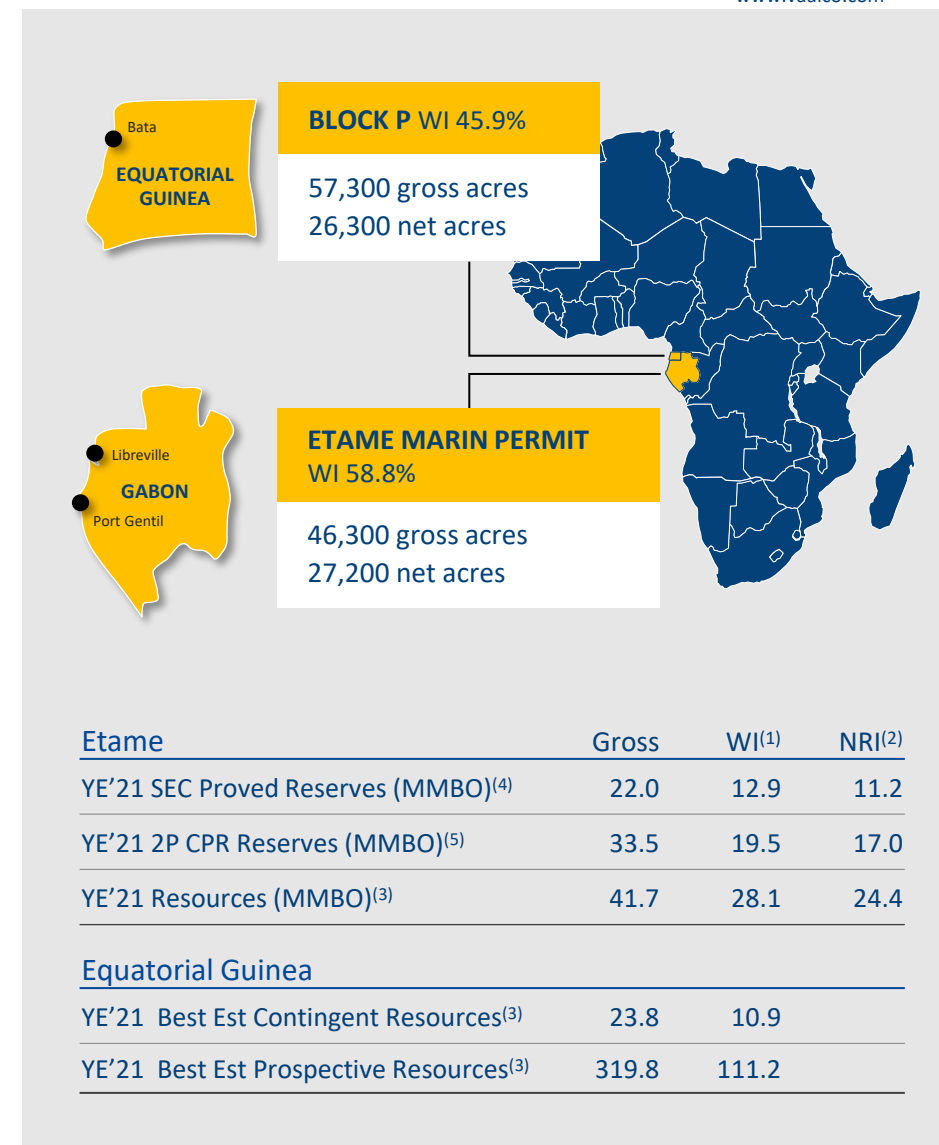 Bata
EQUATORIAL
GUINEA
BLOCK P WI 45.9%
57,300 gross acres
26,300 net acres
Libreville
GABON
Port Gentil
ETAME MARIN PERMIT
WI 58.8%
46,300 gross acres
27,200 net acres
Etame Gross WI(1) NRI(2)
YE’21 SEC Proved Reserves (MMBO)(4) 22.0 12.9 11.2
YE’21 2P CPR Reserves (MMBO)(5) 33.5 19.5 17.0
YE’21 Resources (MMBO)(3) 41.7 28.1 24.4
Equatorial Guinea
YE’21 Best Est Contingent Resources(3) 23.8 10.9
YE’21 Best Est Prospective Resources(3) 319.8 111.2